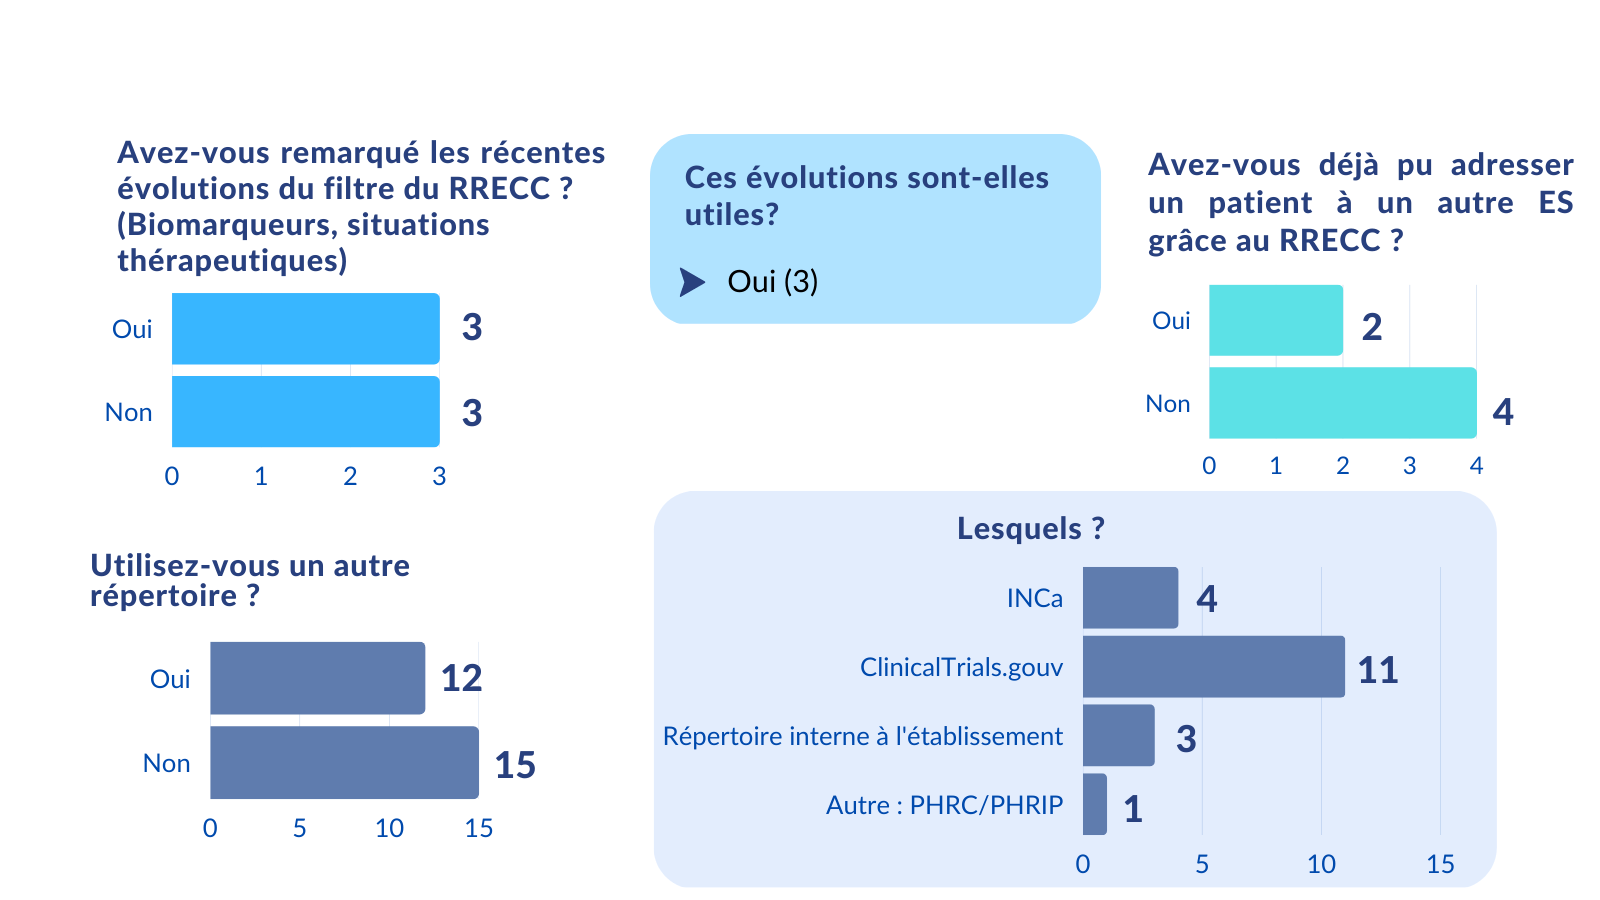 Avez-vous remarqué les récentes
évolutions du filtre du RRECC ?
(Biomarqueurs, situations
thérapeutiques)
Oui
3
Non
3
0 1 2 3
Ces évolutions sont-elles
utiles?
Oui (3)
Avez-vous déjà pu adresser
un patient à un autre ES
grâce au RRECC ?
Oui
2
Non
4
0 1 2 3 4
Utilisez-vous un autre
répertoire ?
Oui
12
Non
15
0 5 10 15
Lesquels ?
INCa
4
ClinicalTrials.gouv
11
Répertoire interne à l'établissement
3
Autre : PHRC/PHRIP
1
0 5 10 15